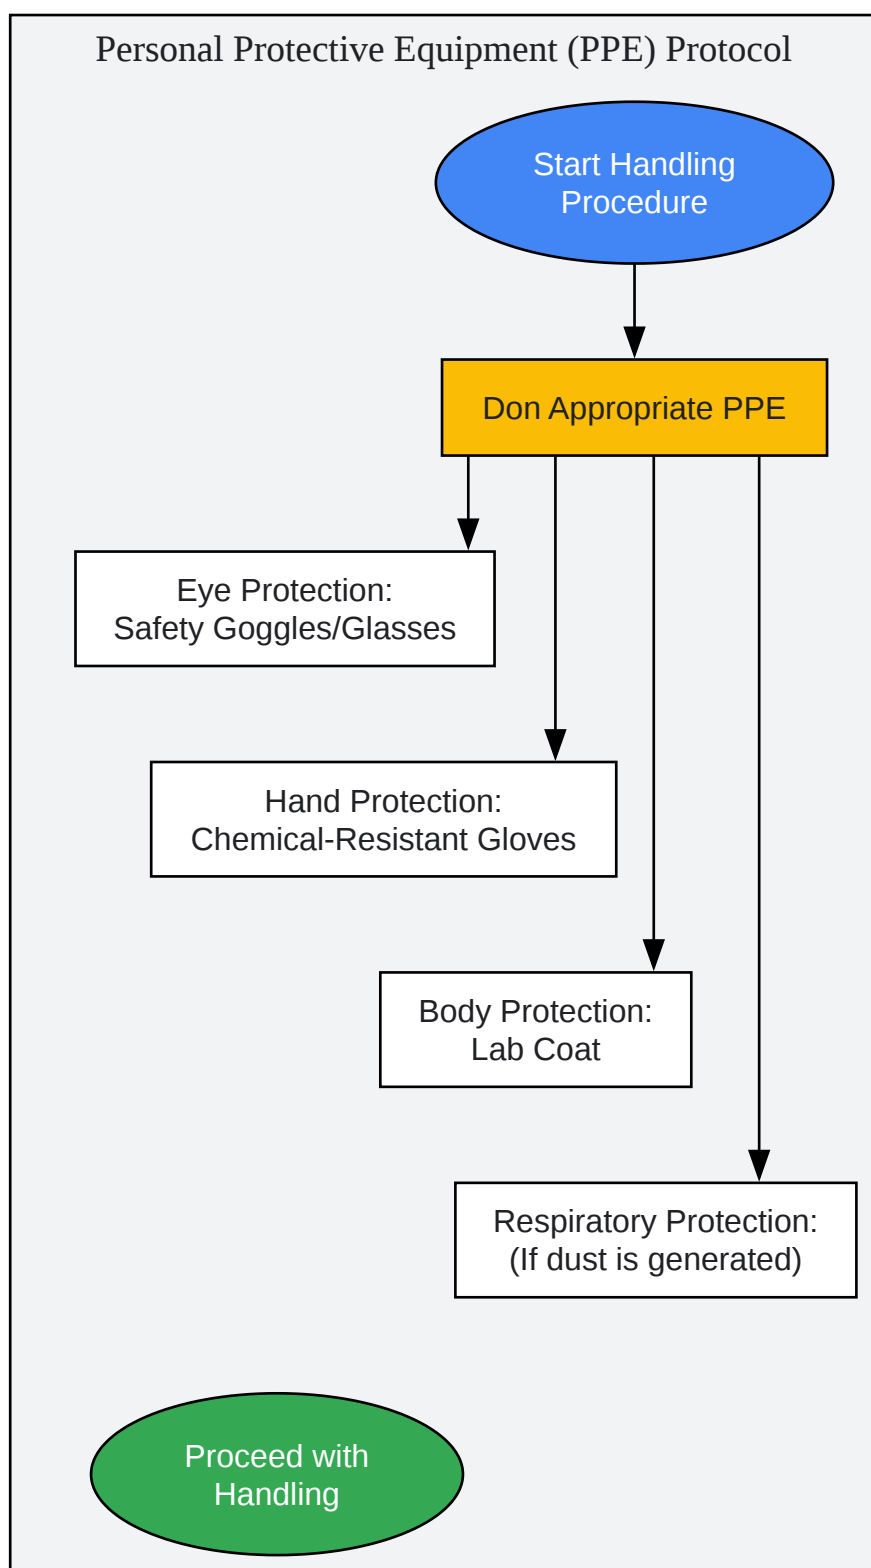 Personal Protective Equipment (PPE) Protocol
Start Handling
Procedure
Don Appropriate PPE
Eye Protection:
Safety Goggles/Glasses
Hand Protection:
Chemical-Resistant Gloves
Body Protection:
Lab Coat
Respiratory Protection:
(If dust is generated)
Proceed with
Handling